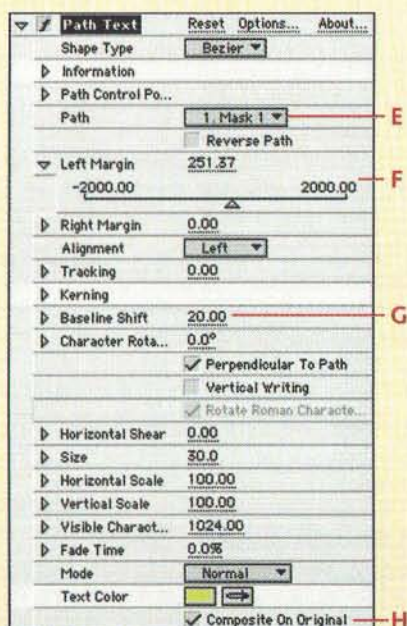 Path Text Reset Options... About...
Shape Type Bezier
Information
Path Control Po...
Path 1. Mask 1 E
Reverse Path
Left Margin 251.37
-2000.00 2000.00 F
Right Margin 0.00
Alignment Left
Tracking 0.00
Kerning
Baseline Shift 20.00 G
Character Rota... 0.0°
Perpendicular To Path
Vertical Writing
Rotate Roman Characte...
Horizontal Shear 0.00
Size 30.0
Horizontal Scale 100.00
Vertical Scale 100.00
Visible Charact... 1024.00
Fade Time 0.0%
Mode Normal
Text Color
Composite On Original H